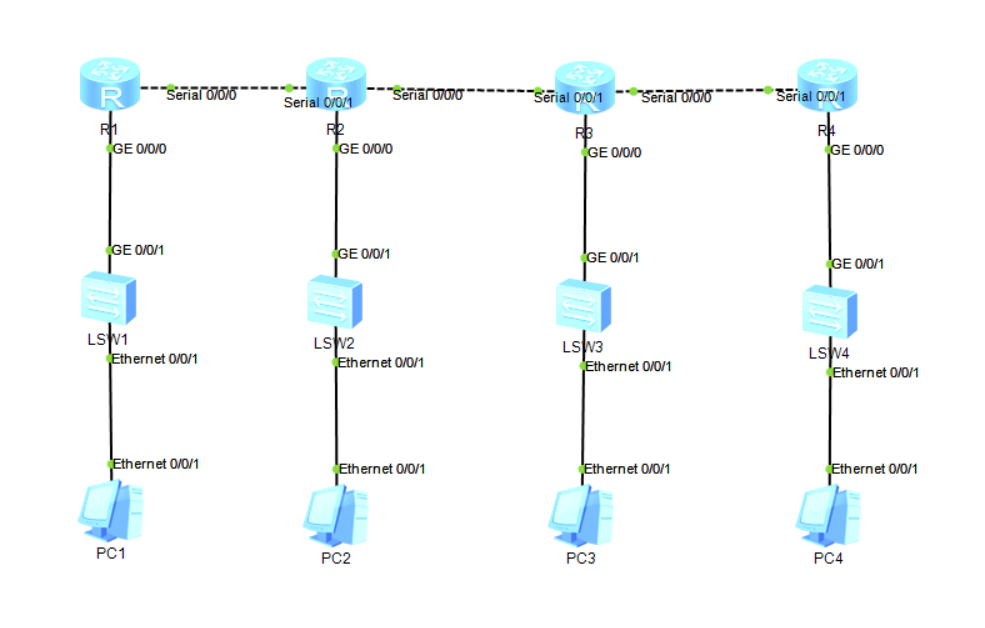 Serial 0/0/0
Serial 0/0/1
Serial 0/0/0
Serial 0/0/1
Serial 0/0/0
Serial 0/0/1
R
R
R
R
R1
R2
R3
R4
GE 0/0/0
GE 0/0/0
GE 0/0/0
GE 0/0/0
GE 0/0/1
GE 0/0/1
GE 0/0/1
GE 0/0/1
LSW1
LSW2
LSW3
LSW4
Ethernet 0/0/1
Ethernet 0/0/1
Ethernet 0/0/1
Ethernet 0/0/1
Ethernet 0/0/1
Ethernet 0/0/1
Ethernet 0/0/1
Ethernet 0/0/1
PC1
PC2
PC3
PC4